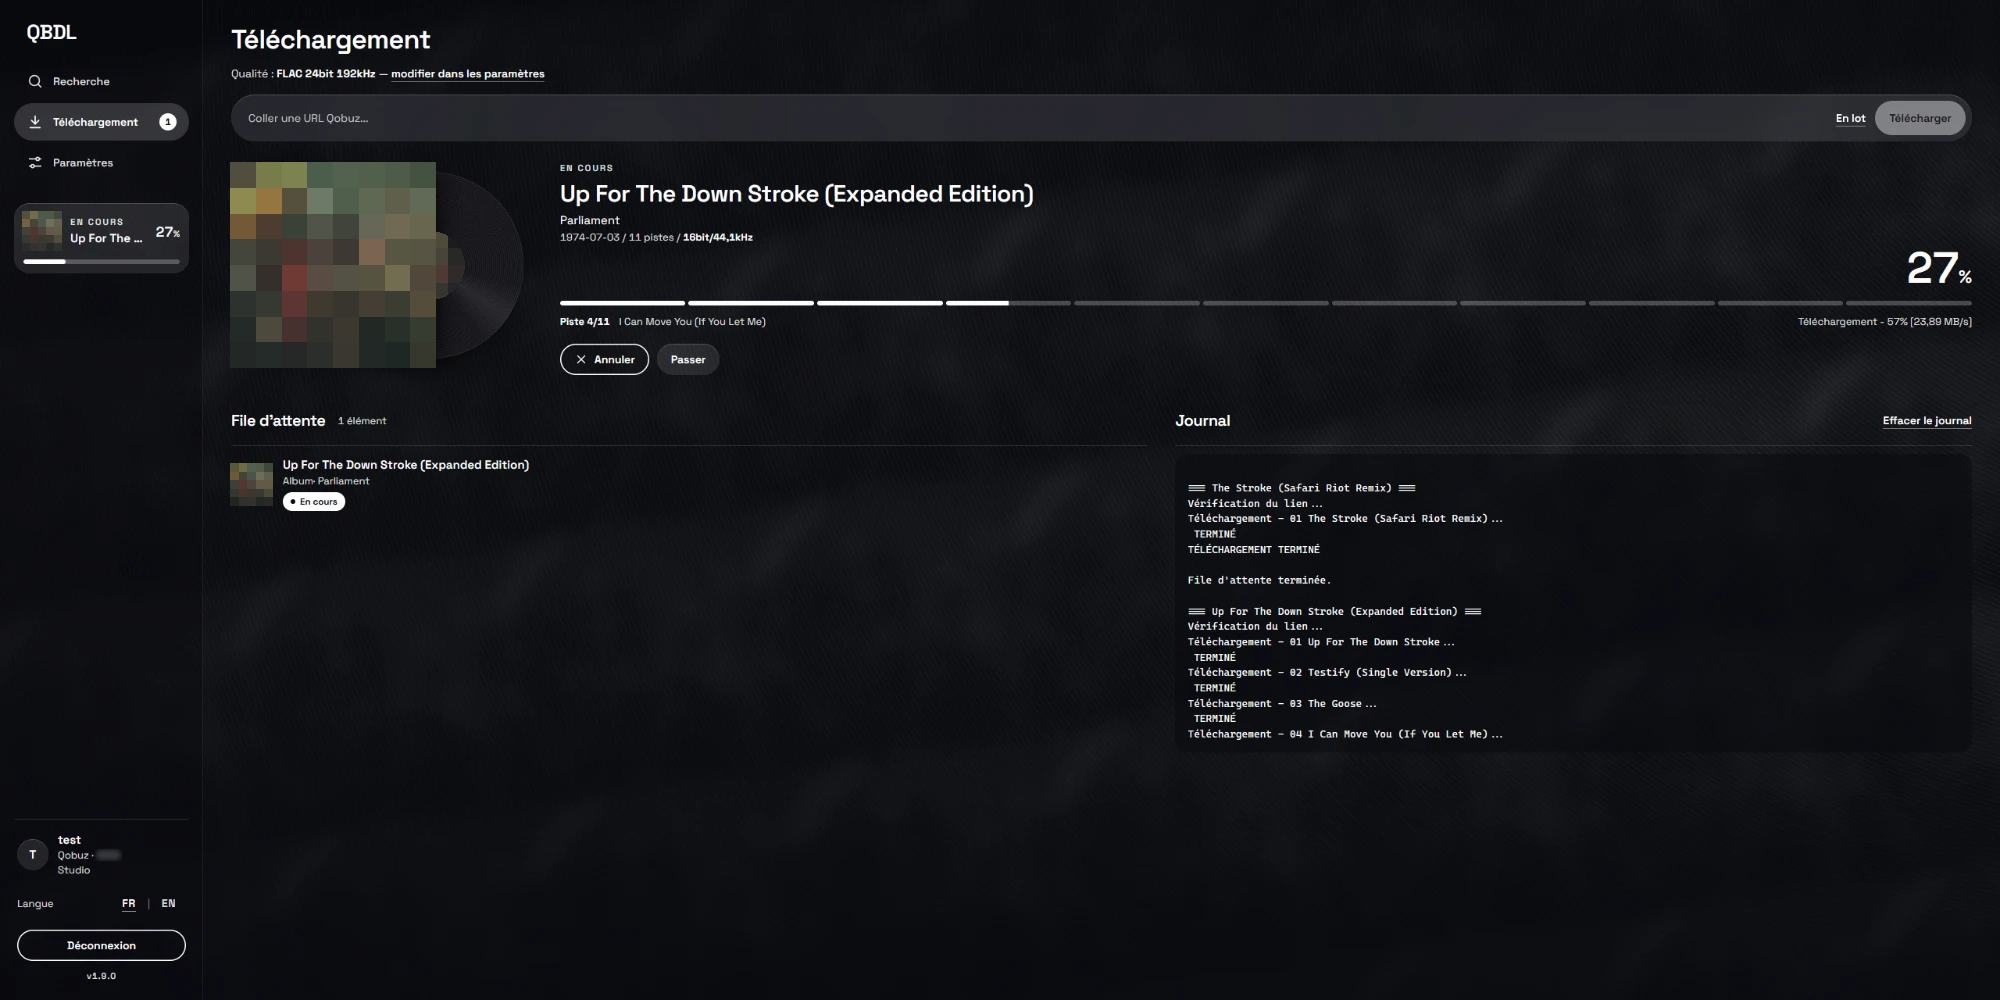 QBDL
Recherche
Téléchargement 1
Paramètres
EN COURS
Up For The ... 27%
test
T
Qobuz ·
Studio
Langue FR | EN
Déconnexion
v1.9.0
Téléchargement
Qualité : FLAC 24bit 192kHz — modifier dans les paramètres
Coller une URL Qobuz... En lot Télécharger
EN COURS
Up For The Down Stroke (Expanded Edition)
Parliament
1974-07-03 / 11 pistes / 16bit/44,1kHz
27%
Piste 4/11 I Can Move You (If You Let Me) Téléchargement - 57% [23,89 MB/s]
Annuler Passer
File d'attente 1 élément
Up For The Down Stroke (Expanded Edition)
Album· Parliament
En cours
Journal Effacer le journal
=== The Stroke (Safari Riot Remix) ===
Vérification du lien...
Téléchargement - 01 The Stroke (Safari Riot Remix)...
TERMINÉ
TÉLÉCHARGEMENT TERMINÉ
File d'attente terminée.
=== Up For The Down Stroke (Expanded Edition) ===
Vérification du lien...
Téléchargement - 01 Up For The Down Stroke...
TERMINÉ
Téléchargement - 02 Testify (Single Version)...
TERMINÉ
Téléchargement - 03 The Goose...
TERMINÉ
Téléchargement - 04 I Can Move You (If You Let Me)...